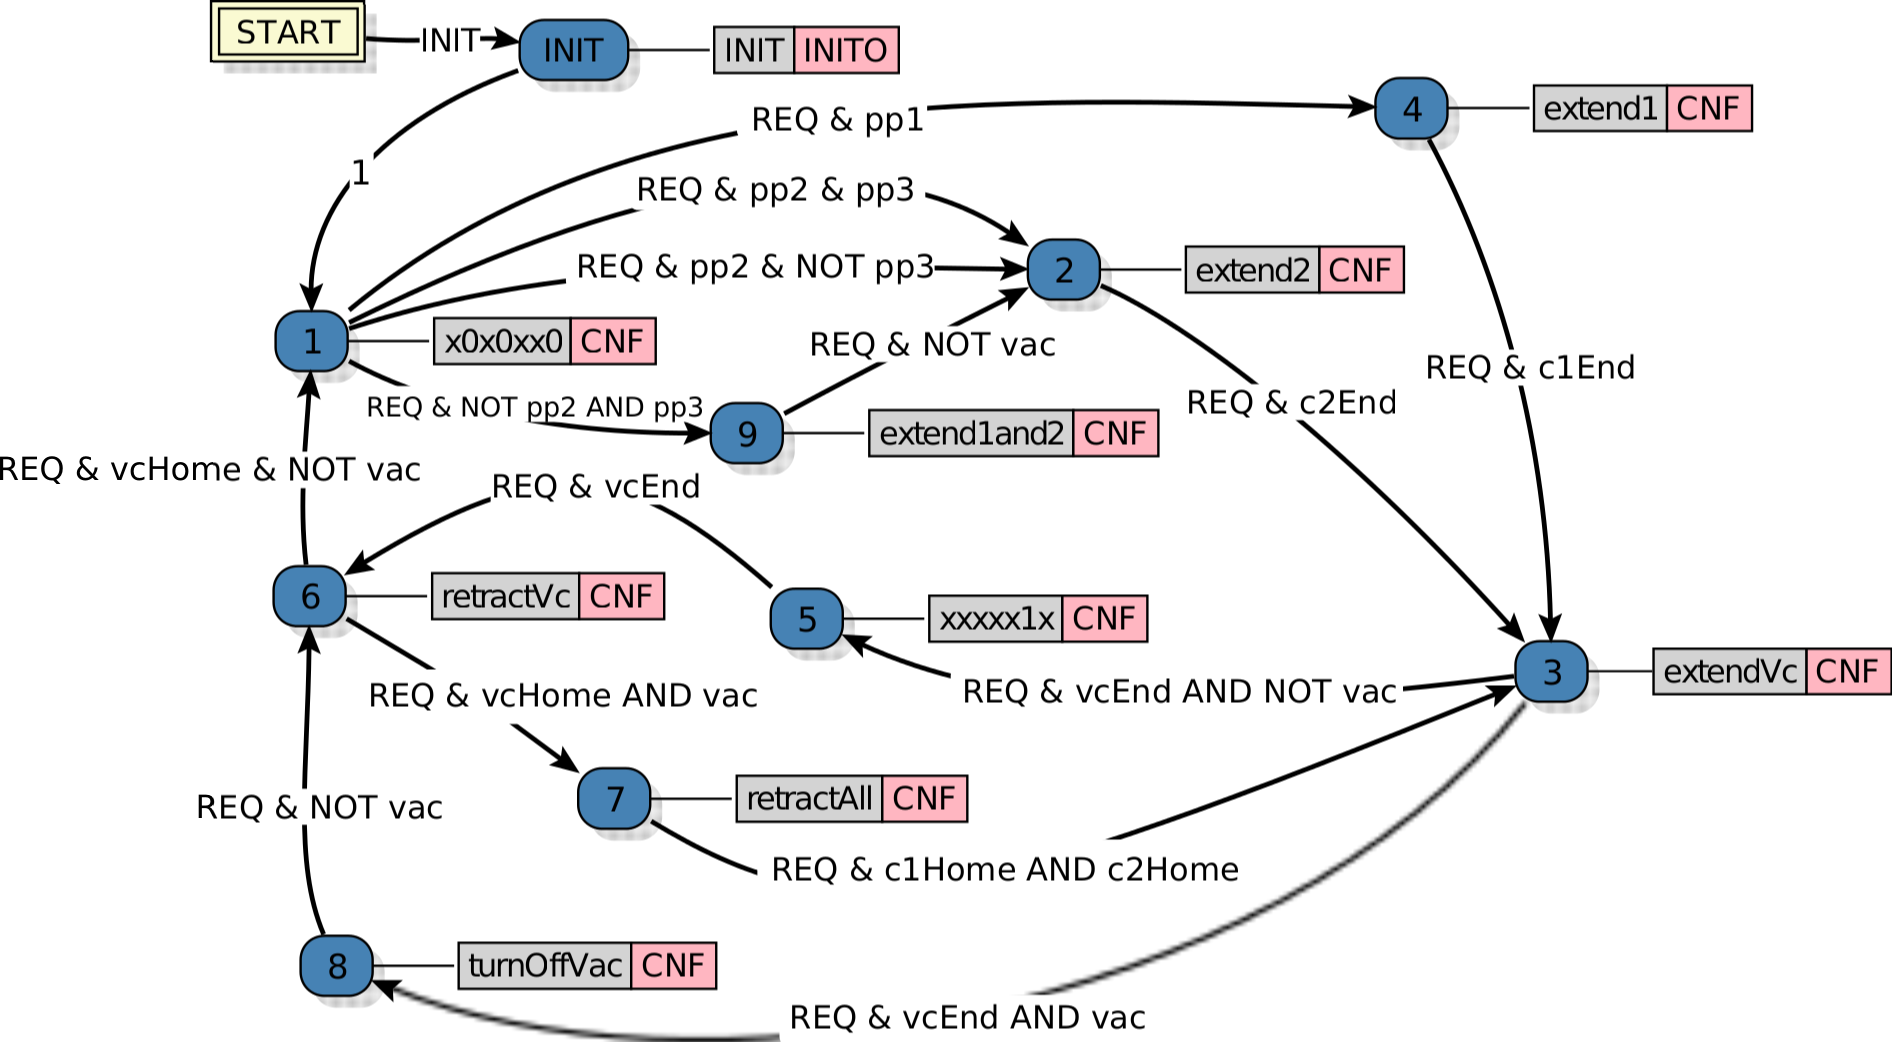 START
INIT
INIT
INIT INITO
4
extend1 CNF
REQ & pp1
1
REQ & pp2 & pp3
REQ & pp2 & NOT pp3
2
extend2 CNF
1
x0x0xx0 CNF
REQ & NOT vac
REQ & c1End
REQ & c2End
REQ & NOT pp2 AND pp3
9
extend1and2 CNF
REQ & vcHome & NOT vac
REQ & vcEnd
6
retractVc CNF
5
xxxxx1x CNF
3
extendVc CNF
REQ & vcHome AND vac
REQ & vcEnd AND NOT vac
7
retractAll CNF
REQ & NOT vac
REQ & c1Home AND c2Home
8
turnOffVac CNF
REQ & vcEnd AND vac